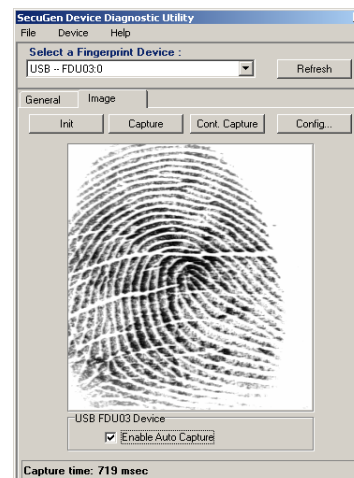 SecuGen Device Diagnostic Utility
File Device Help
Select a Fingerprint Device :
USB -- FDU03:0 Refresh
General Image
Init Capture Cont. Capture Config...
USB FDU03 Device
Enable Auto Capture
Capture time: 719 msec